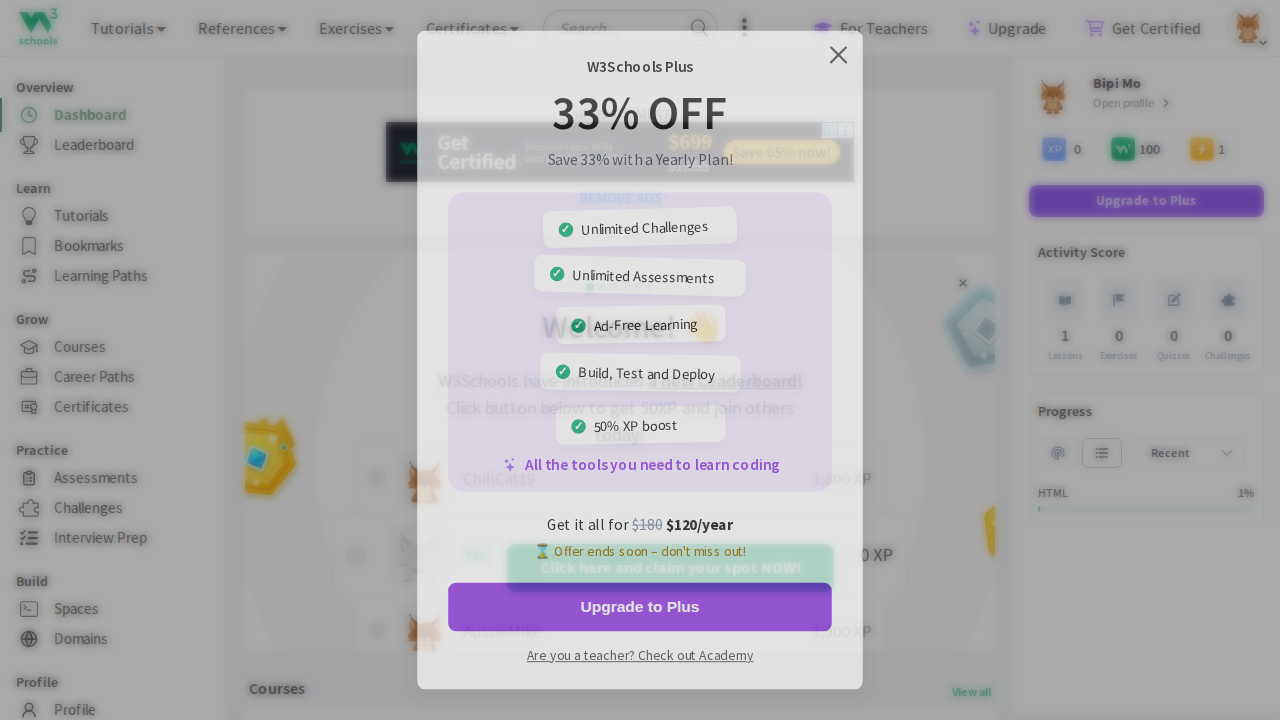 3
schools
Tutorials
References
Exercises
Certificates
Search...
For Teachers
Upgrade
Get Certified
Overview
Dashboard
Leaderboard
Learn
Tutorials
Bookmarks
Learning Paths
Grow
Courses
Career Paths
Certificates
Practice
Assessments
Challenges
Interview Prep
Build
Spaces
Domains
Profile
Profile
W3Schools Plus
33% OFF
Save 33% with a Yearly Plan!
Get
Certified
Document your skills
with
$699
Save 65% now!
REMOVE ADS
Unlimited Challenges
Unlimited Assessments
Ad-Free Learning
Build, Test and Deploy
50% XP boost
All the tools you need to learn coding
Get it all for $180 $120/year
⌛ Offer ends soon – don't miss out!
Upgrade to Plus
Are you a teacher? Check out Academy
Welcome! 👋
W3Schools have introduced a new Leaderboard!
Click button below to get 50XP and join others
today!
ChillCat19
1,800 XP
You
0 XP
Click here and claim your spot NOW!
AussieMike
1,500 XP
Courses
View all
Bipi Mo
Open profile
XP 0
100
1
Upgrade to Plus
Activity Score
1
0
0
0
Lessons
Exercises
Quizzes
Challenges
Progress
Recent
HTML
1%